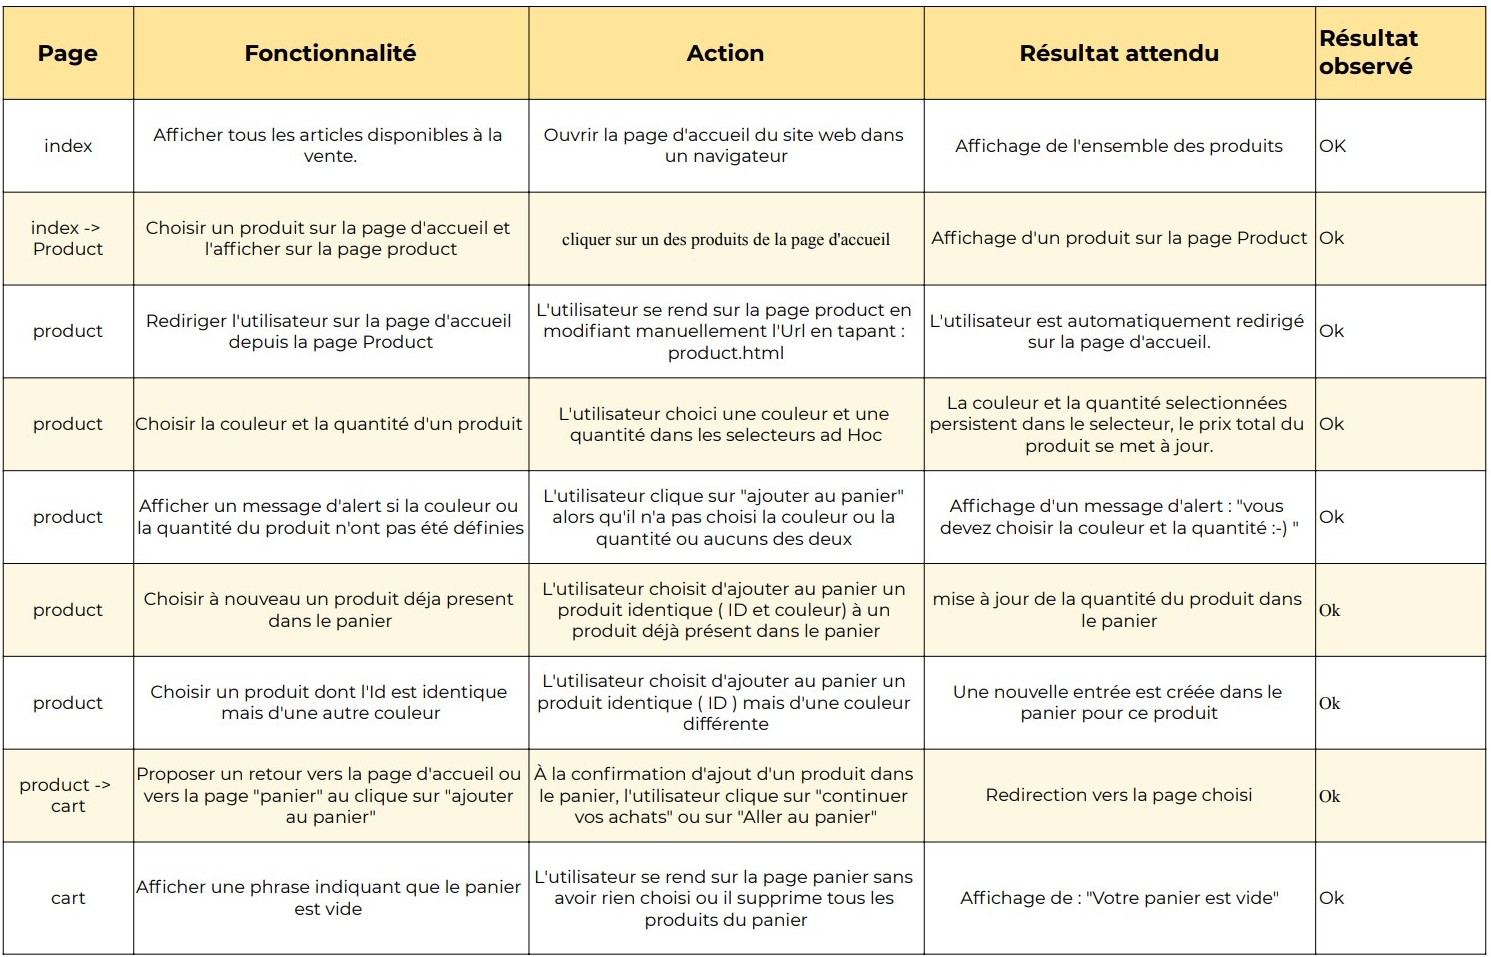 Page
Fonctionnalité
Action
Résultat attendu
Résultat
observé
index
Afficher tous les articles disponibles à la
vente.
Ouvrir la page d'accueil du site web dans
un navigateur
Affichage de l'ensemble des produits
OK
index ->
Product
Choisir un produit sur la page d'accueil et
l'afficher sur la page product
cliquer sur un des produits de la page d'accueil
Affichage d'un produit sur la page Product
Ok
product
Rediriger l'utilisateur sur la page d'accueil
depuis la page Product
L'utilisateur se rend sur la page product en
modifiant manuellement l'Url en tapant :
product.html
L'utilisateur est automatiquement redirigé
sur la page d'accueil.
Ok
product
Choisir la couleur et la quantité d'un produit
L'utilisateur choici une couleur et une
quantité dans les selecteurs ad Hoc
La couleur et la quantité selectionnées
persistent dans le selecteur, le prix total du
produit se met à jour.
Ok
product
Afficher un message d'alert si la couleur ou
la quantité du produit n'ont pas été définies
L'utilisateur clique sur "ajouter au panier"
alors qu'il n'a pas choisi la couleur ou la
quantité ou aucuns des deux
Affichage d'un message d'alert : "vous
devez choisir la couleur et la quantité :-) "
Ok
product
Choisir à nouveau un produit déja present
dans le panier
L'utilisateur choisit d'ajouter au panier un
produit identique ( ID et couleur) à un
produit déjà présent dans le panier
mise à jour de la quantité du produit dans
le panier
Ok
product
Choisir un produit dont l'Id est identique
mais d'une autre couleur
L'utilisateur choisit d'ajouter au panier un
produit identique ( ID ) mais d'une couleur
différente
Une nouvelle entrée est créée dans le
panier pour ce produit
Ok
product ->
cart
Proposer un retour vers la page d'accueil ou
vers la page "panier" au clique sur "ajouter
au panier"
À la confirmation d'ajout d'un produit dans
le panier, l'utilisateur clique sur "continuer
vos achats" ou sur "Aller au panier"
Redirection vers la page choisi
Ok
cart
Afficher une phrase indiquant que le panier
est vide
L'utilisateur se rend sur la page panier sans
avoir rien choisi ou il supprime tous les
produits du panier
Affichage de : "Votre panier est vide"
Ok